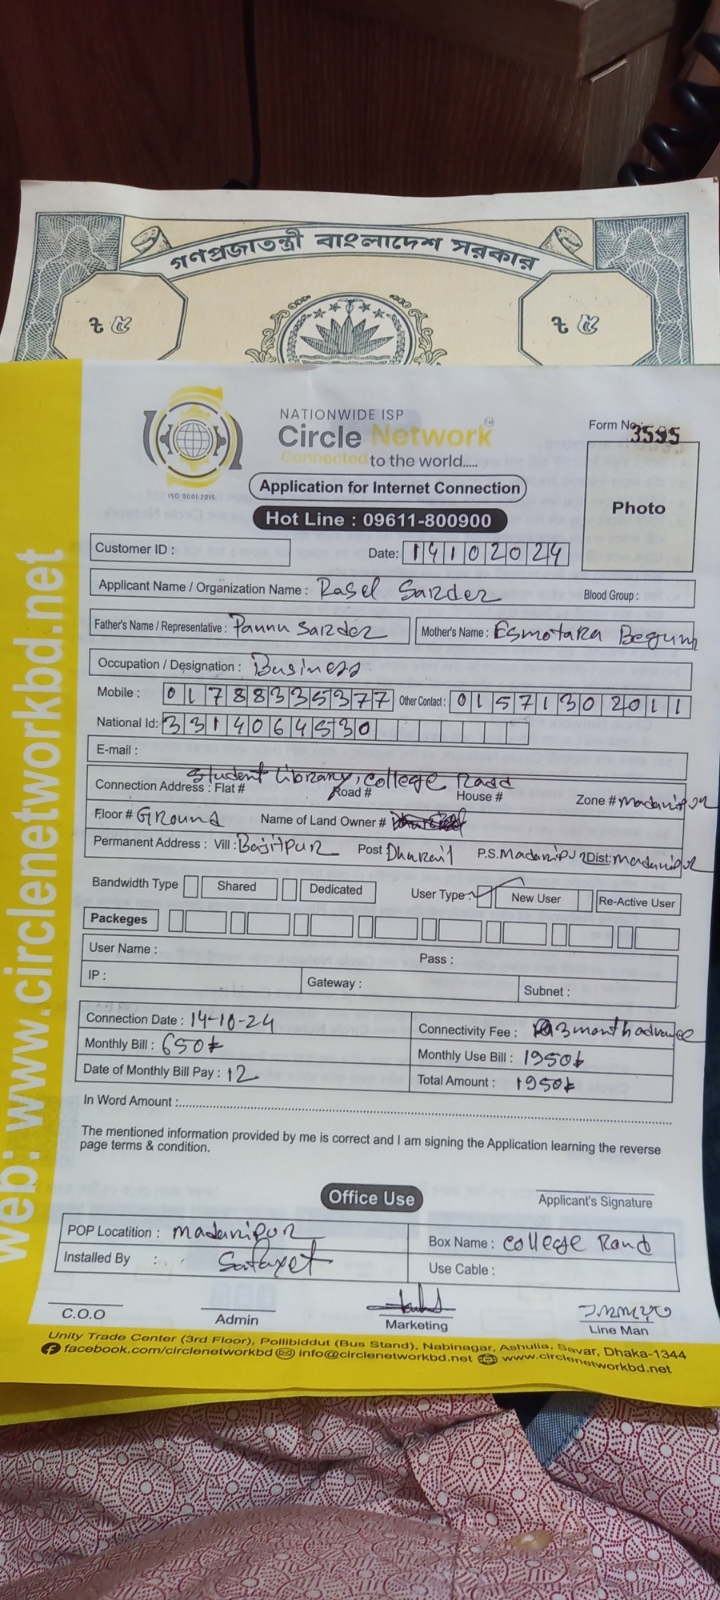 গণপ্রজাতন্ত্রী বাংলাদেশ সরকার
২৫ ২৫
NATIONWIDE ISP
Circle Network
Connected to the world.....
ISO 9001:2015
Form No: 3595
Photo
Application for Internet Connection
Hot Line : 09611-800900
Customer ID :
Date: 14102024
Applicant Name / Organization Name : Rasel Sarder Blood Group :
Father's Name / Representative : Pannu Sarder Mother's Name : Esmotara Begum
Occupation / Designation : Business
Mobile : 01788335377 Other Contact : 01571302011
National Id: 3314064530
E-mail :
Student Library, College Road
Connection Address : Flat # Road # House # Zone # Madaripur
Floor # Ground Name of Land Owner #
Permanent Address : Vill : Bajitpur Post Dhurail P.S. Madaripur Dist: Madaripur
Bandwidth Type Shared Dedicated User Type : New User Re-Active User
Packeges
User Name : Pass :
IP : Gateway : Subnet :
Connection Date : 14-10-24 Connectivity Fee : 3 month advance
Monthly Bill : 650/- Monthly Use Bill : 1950/-
Date of Monthly Bill Pay : 12 Total Amount : 1950/-
In Word Amount :
The mentioned information provided by me is correct and I am signing the Application learning the reverse
page terms & condition.
Office Use
Applicant's Signature
POP Locatition : Madaripur Box Name : College Road
Installed By : Use Cable :
C.O.O Admin Marketing Line Man
Unity Trade Center (3rd Floor), Pollibiddut (Bus Stand), Nabinagar, Ashulia, Savar, Dhaka-1344
facebook.com/circlenetworkbd info@circlenetworkbd.net www.circlenetworkbd.net
web: www.circlenetworkbd.net